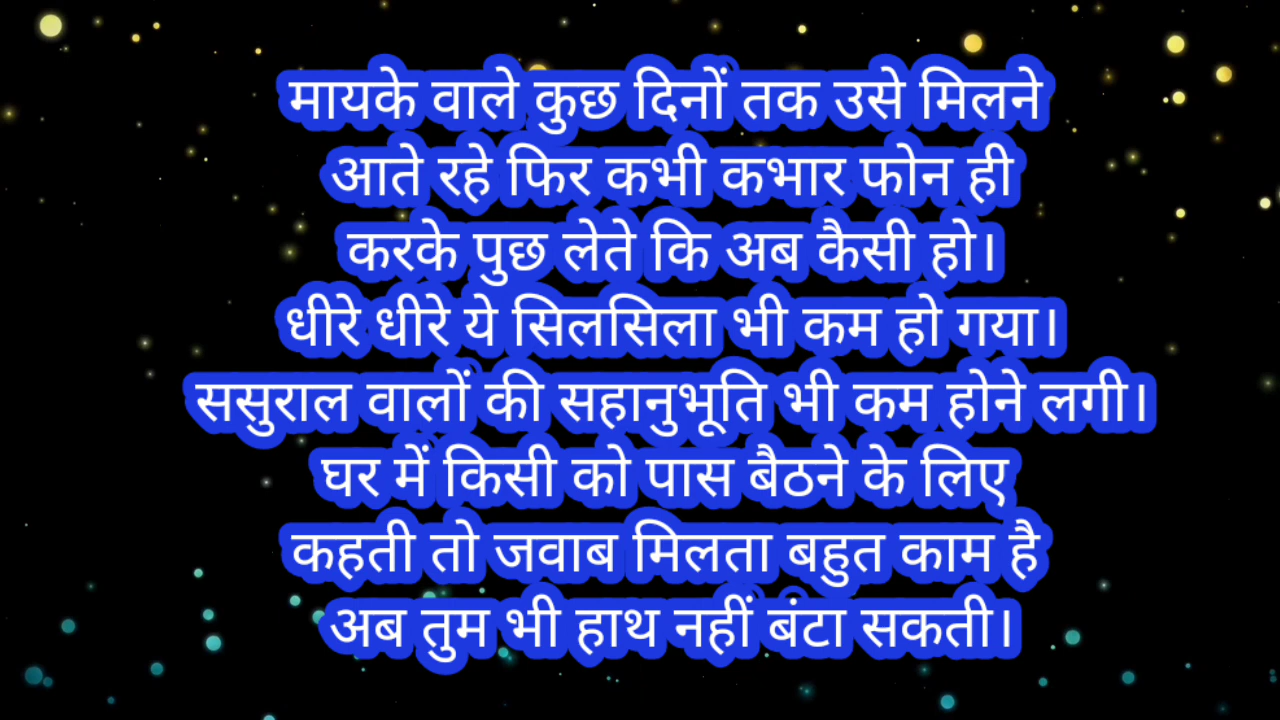 मायके वाले कुछ दिनों तक उसे मिलने
आते रहे फिर कभी कभार फोन ही
करके पुछ लेते कि अब कैसी हो।
धीरे धीरे ये सिलसिला भी कम हो गया।
ससुराल वालों की सहानुभूति भी कम होने लगी।
घर में किसी को पास बैठने के लिए
कहती तो जवाब मिलता बहुत काम है
अब तुम भी हाथ नहीं बंटा सकती।